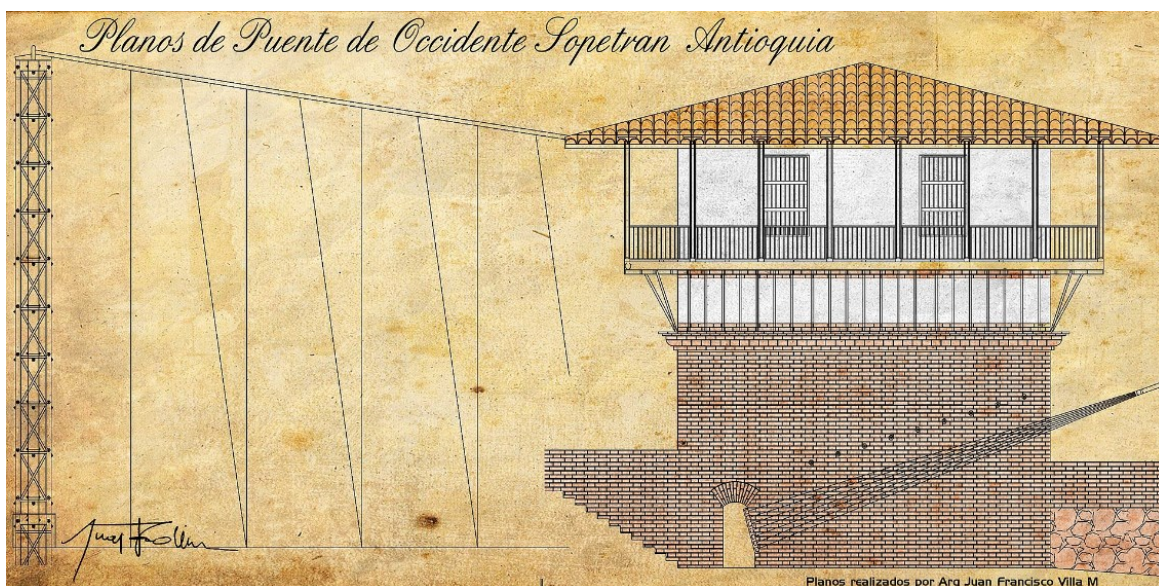 Planos de Puente de Occidente Sopetran Antioquia
Planos realizados por Arq Juan Francisco Villa M